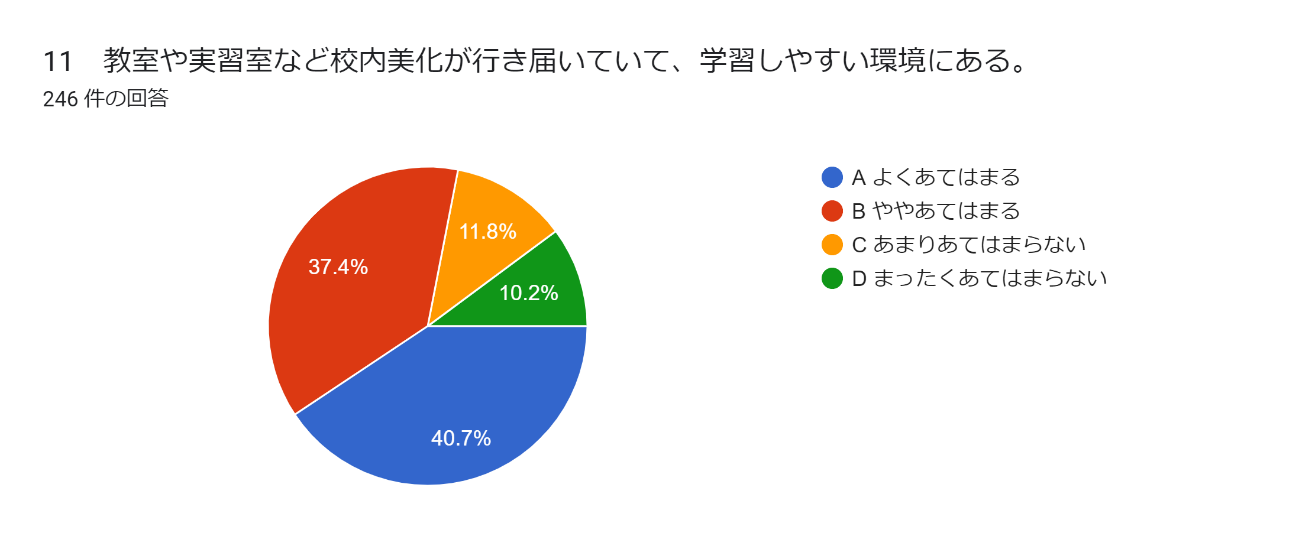 11　教室や実習室など校内美化が行き届いていて、学習しやすい環境にある。
246 件の回答
A よくあてはまる
B ややあてはまる
C あまりあてはまらない
D まったくあてはまらない
11.8%
37.4%
10.2%
40.7%